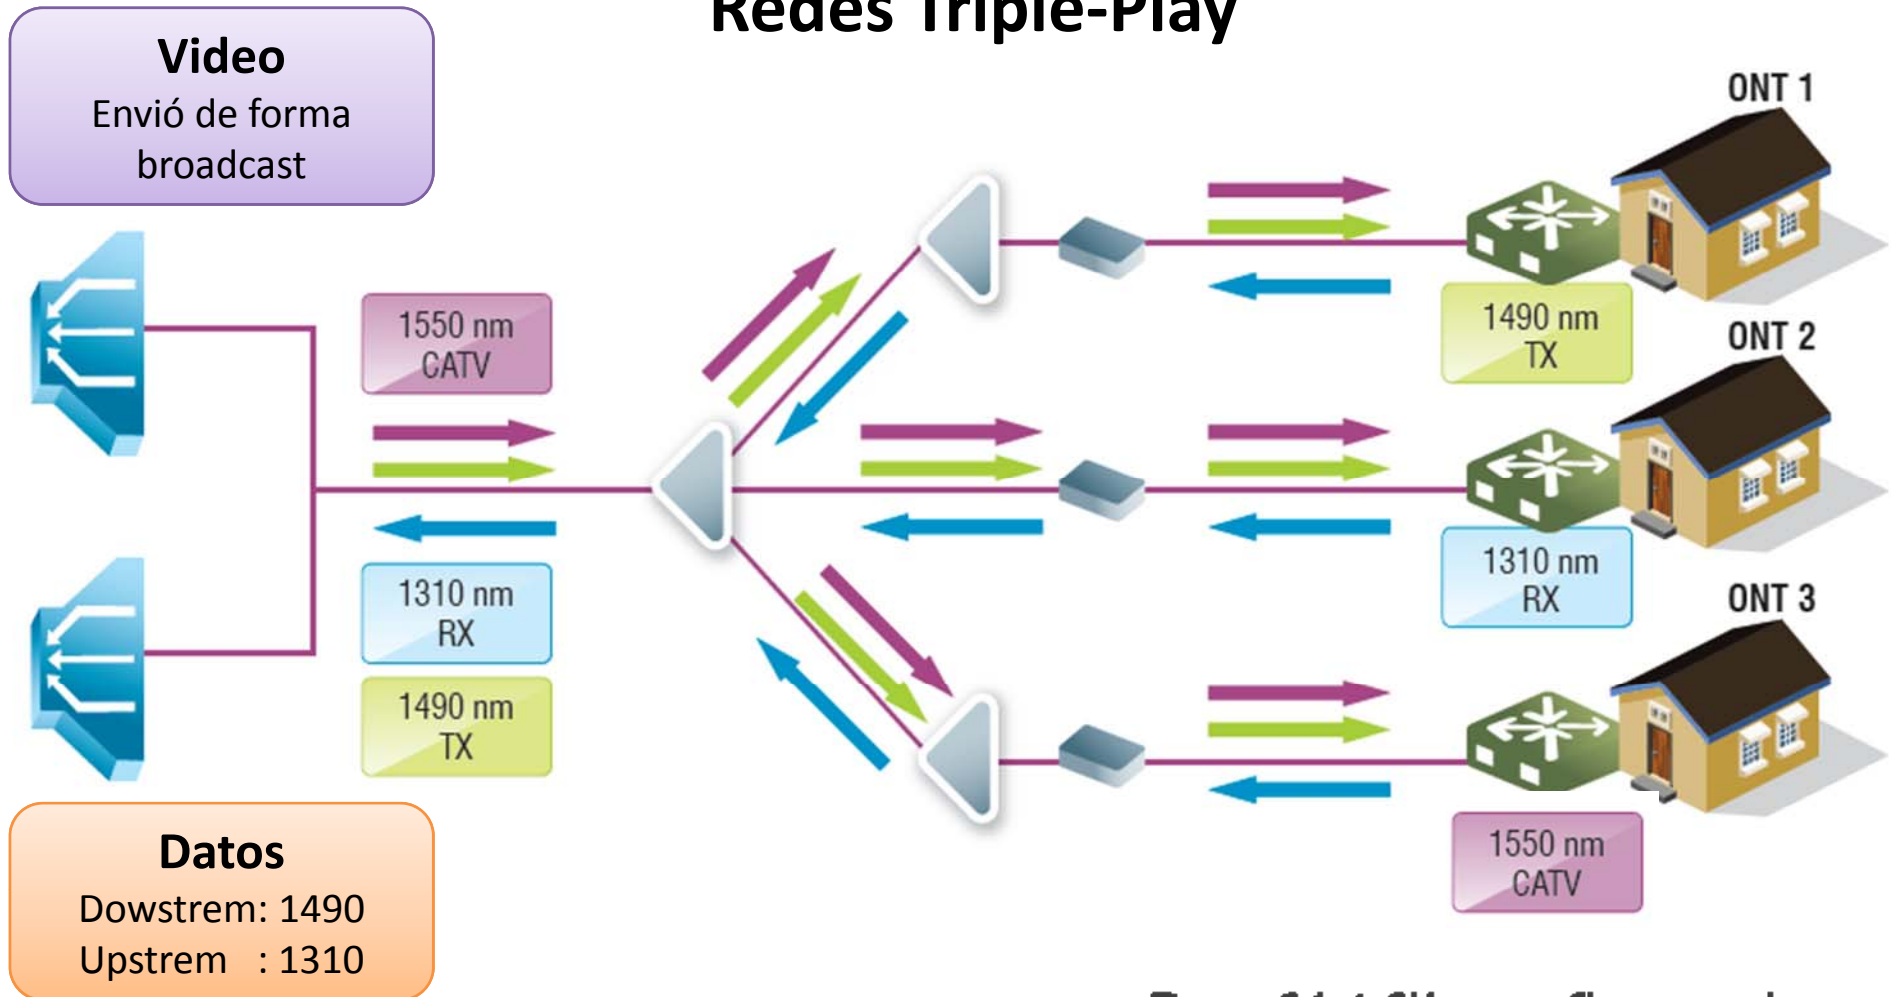 Redes Triple-Play
Video
Envió de forma
broadcast
1550 nm
CATV
1310 nm
RX
1490 nm
TX
Datos
Dowstrem: 1490
Upstrem : 1310
ONT 1
1490 nm
TX
ONT 2
1310 nm
RX
ONT 3
1550 nm
CATV